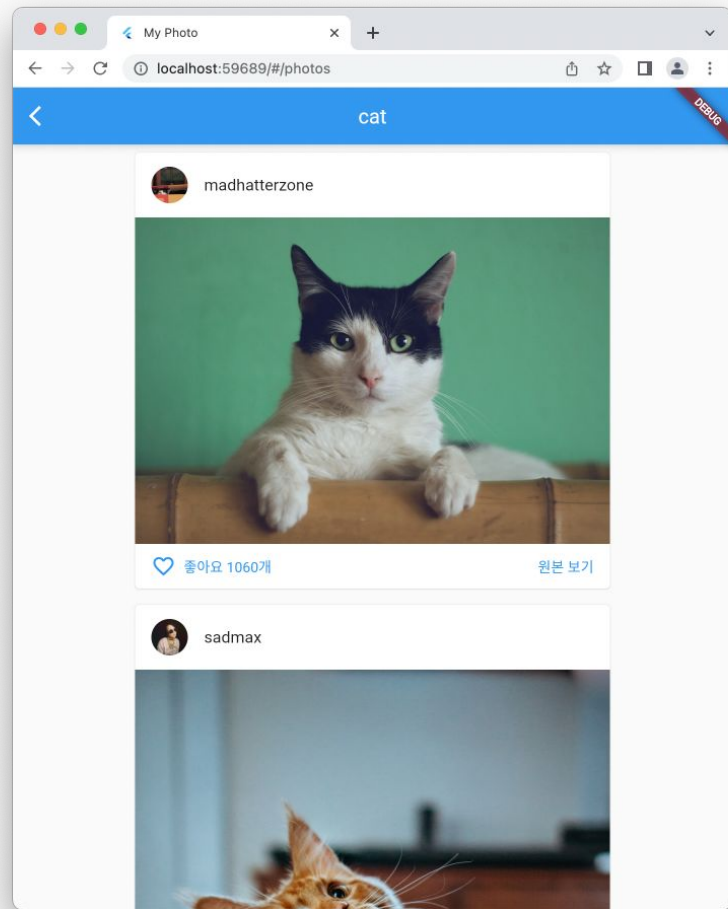 My Photo
localhost:59689/#/photos
cat
DEBUG
madhatterzone
좋아요 1060개
원본 보기
sadmax